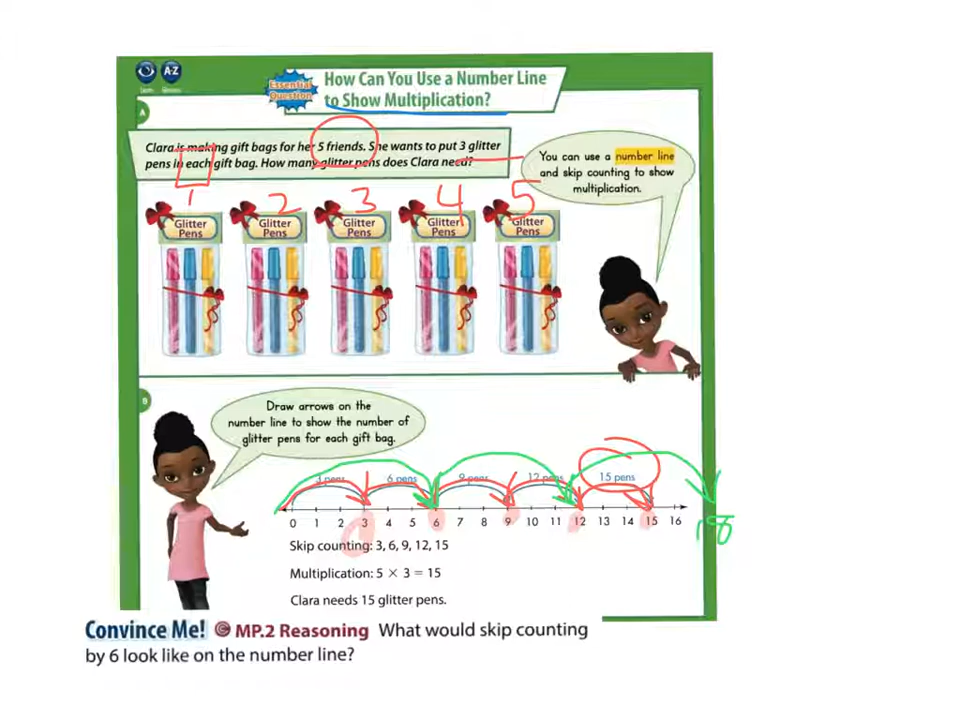 A-Z
Essential Question
How Can You Use a Number Line
to Show Multiplication?
A
Clara is making gift bags for her 5 friends. She wants to put 3 glitter
pens in each gift bag. How many glitter pens does Clara need?
You can use a number line
and skip counting to show
multiplication.
1 2 3 4 5
Glitter Pens
Glitter Pens
Glitter Pens
Glitter Pens
Glitter Pens
B
Draw arrows on the
number line to show the number of
glitter pens for each gift bag.
3 pens 6 pens 9 pens 12 pens 15 pens
0 1 2 3 4 5 6 7 8 9 10 11 12 13 14 15 16 18
Skip counting: 3, 6, 9, 12, 15
Multiplication: 5 × 3 = 15
Clara needs 15 glitter pens.
Convince Me! MP.2 Reasoning What would skip counting
by 6 look like on the number line?